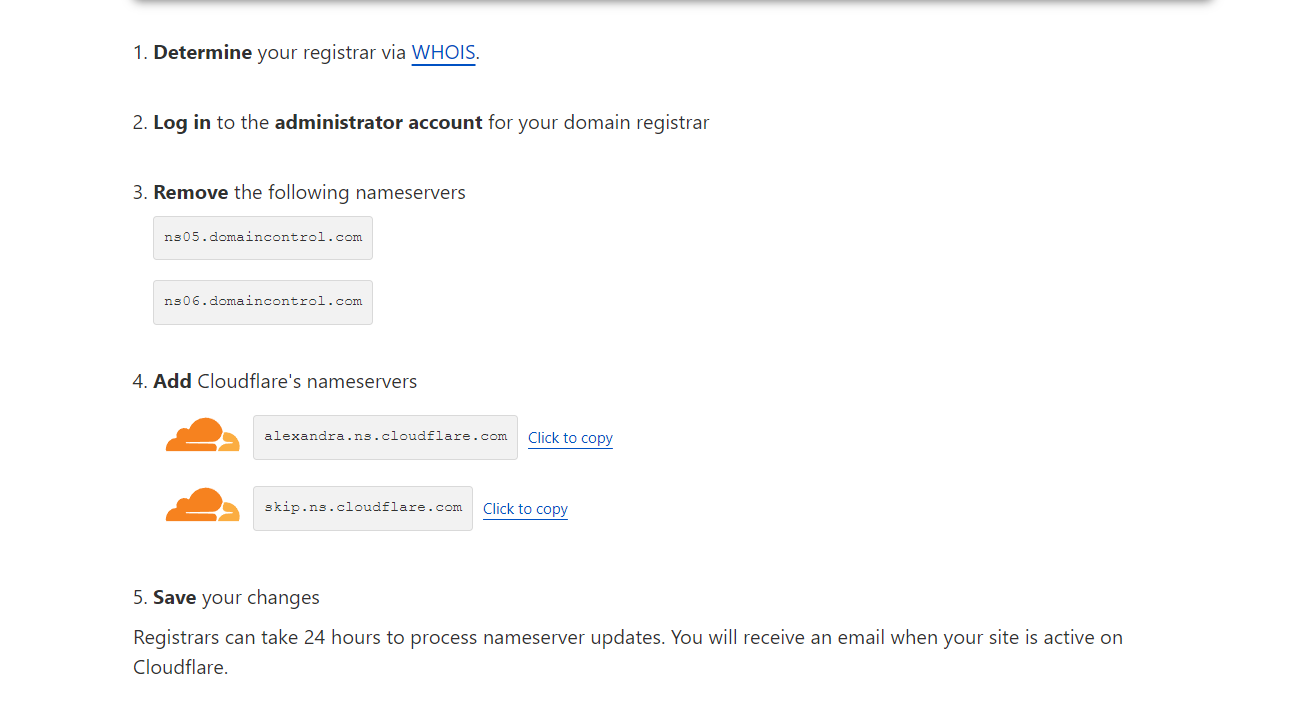 1. Determine your registrar via WHOIS.
2. Log in to the administrator account for your domain registrar
3. Remove the following nameservers
ns05.domaincontrol.com
ns06.domaincontrol.com
4. Add Cloudflare's nameservers
alexandra.ns.cloudflare.com Click to copy
skip.ns.cloudflare.com Click to copy
5. Save your changes
Registrars can take 24 hours to process nameserver updates. You will receive an email when your site is active on
Cloudflare.